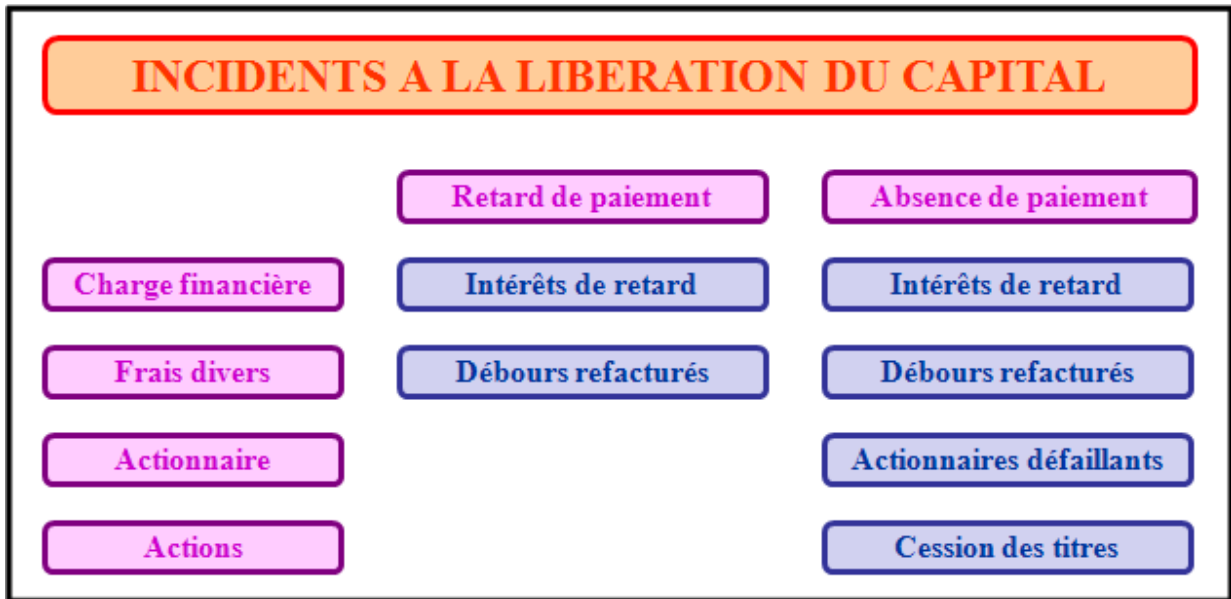 INCIDENTS A LA LIBERATION DU CAPITAL
Retard de paiement
Absence de paiement
Charge financière
Intérêts de retard
Intérêts de retard
Frais divers
Débours refacturés
Débours refacturés
Actionnaire
Actionnaires défaillants
Actions
Cession des titres